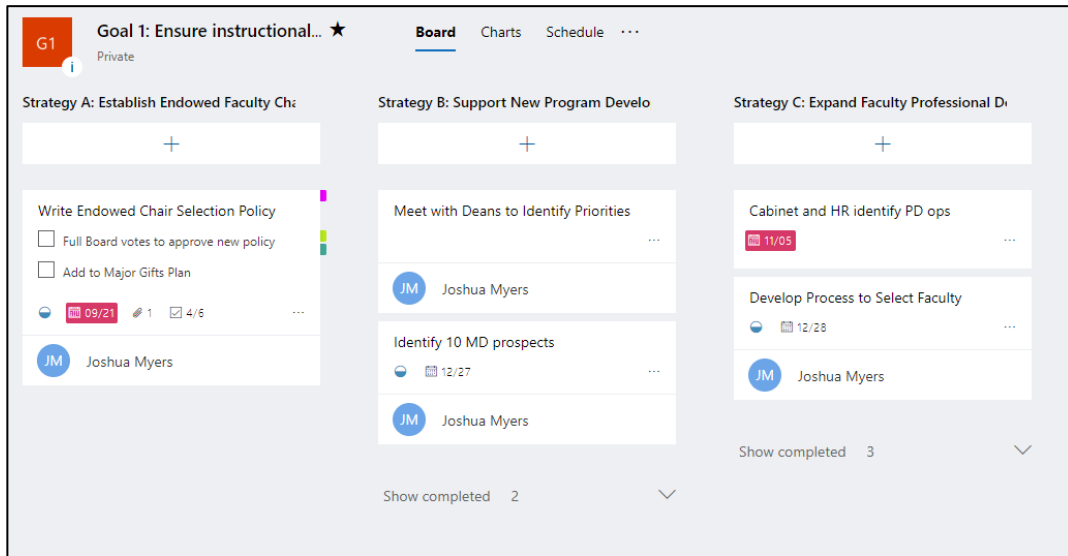 G1
Goal 1: Ensure instructional... ★
Private
i
Board Charts Schedule ...
Strategy A: Establish Endowed Faculty Cha
Strategy B: Support New Program Develo
Strategy C: Expand Faculty Professional De
+
+
+
Write Endowed Chair Selection Policy
Full Board votes to approve new policy
Add to Major Gifts Plan
09/21 1 4/6 ...
JM Joshua Myers
Meet with Deans to Identify Priorities
...
JM Joshua Myers
Identify 10 MD prospects
12/27 ...
JM Joshua Myers
Show completed 2
Cabinet and HR identify PD ops
11/05 ...
Develop Process to Select Faculty
12/28 ...
JM Joshua Myers
Show completed 3